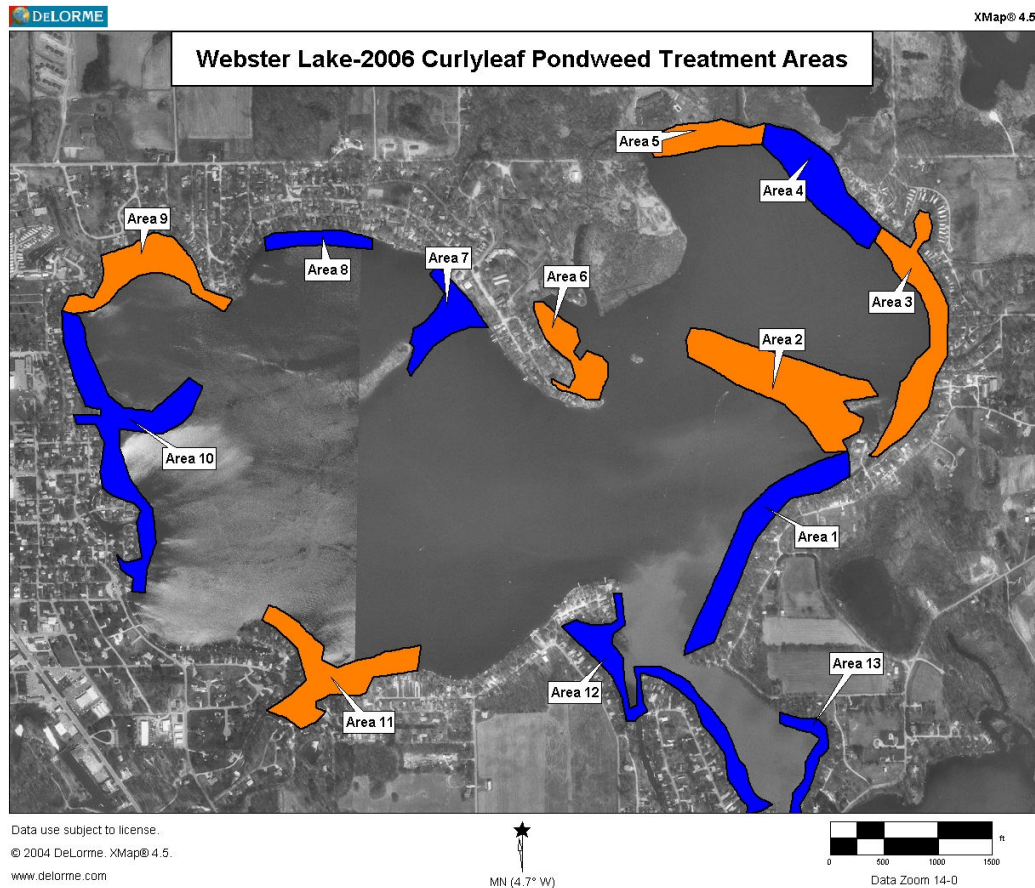 DELORME
XMap® 4.5
Webster Lake-2006 Curlyleaf Pondweed Treatment Areas
Area 5
Area 4
Area 9
Area 8
Area 7
Area 6
Area 3
Area 2
Area 10
Area 1
Area 12
Area 13
Area 11
Data use subject to license.
© 2004 DeLorme. XMap® 4.5.
www.delorme.com
MN (4.7° W)
ft
0 500 1000 1500
Data Zoom 14-0